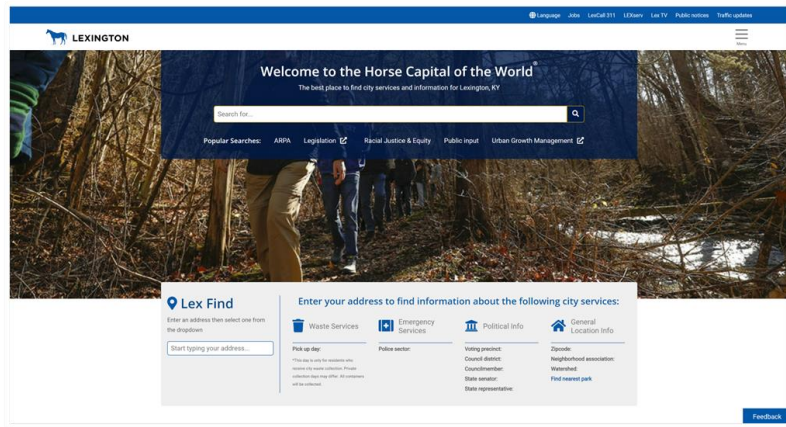 Language Jobs LexCall 311 LEXserv Lex TV Public notices Traffic updates
LEXINGTON
Menu
Welcome to the Horse Capital of the World®
The best place to find city services and information for Lexington, KY
Search for...
Popular Searches: ARPA Legislation Racial Justice & Equity Public input Urban Growth Management
Lex Find
Enter an address then select one from
the dropdown
Start typing your address...
Enter your address to find information about the following city services:
Waste Services
Pick up day:
*This day is only for residents who
receive city waste collection. Private
collection days may differ. All containers
will be collected.
Emergency
Services
Police sector:
Political Info
Voting precinct:
Council district:
Councilmember:
State senator:
State representative:
General
Location Info
Zipcode:
Neighborhood association:
Watershed:
Find nearest park
Feedback